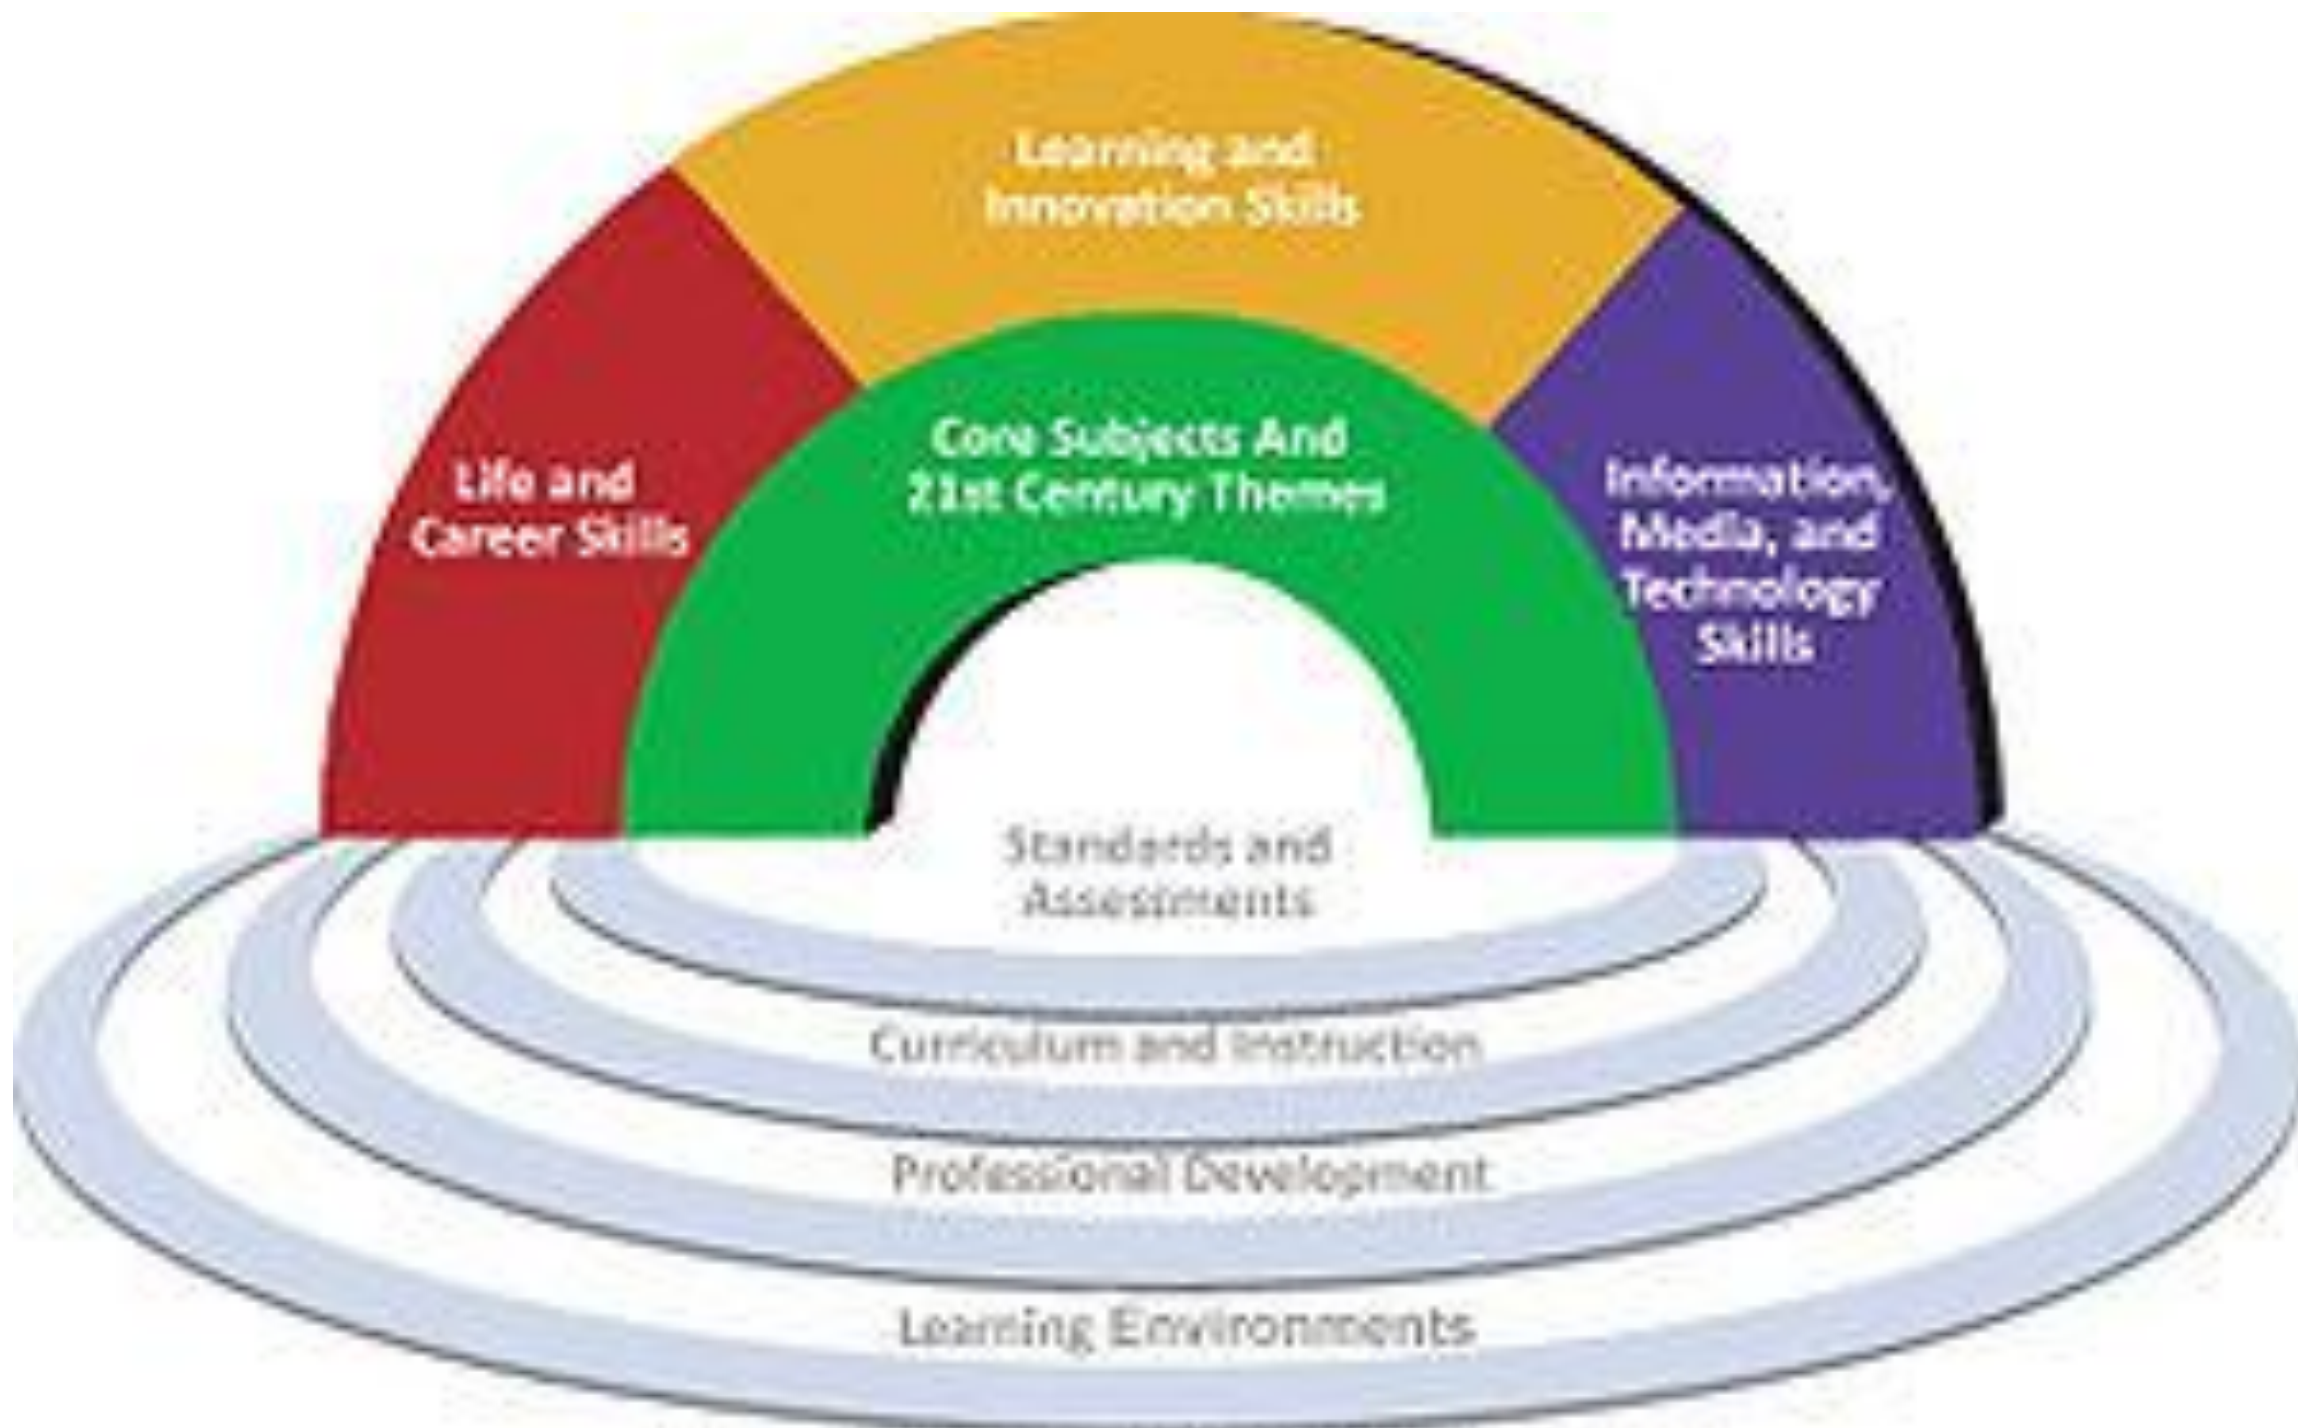 Learning and
Innovation Skills
Core Subjects And
21st Century Themes
Life and
Career Skills
Information,
Media, and
Technology
Skills
Standards and
Assessments
Curriculum and Instruction
Professional Development
Learning Environments